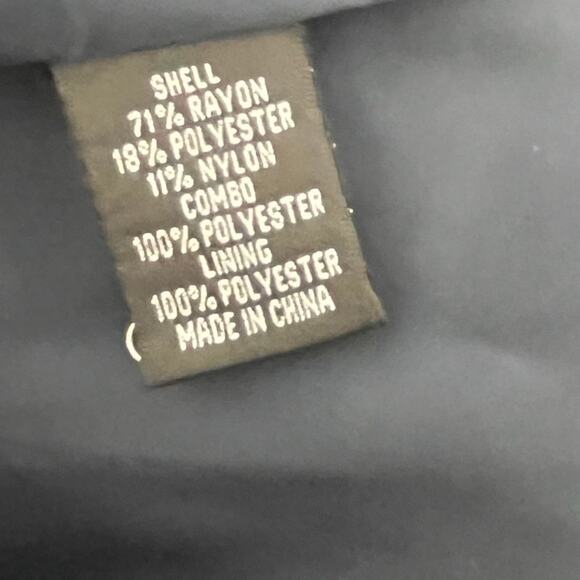 SHELL
71% RAYON
18% POLYESTER
11% NYLON
COMBO
100% POLYESTER
LINING
100% POLYESTER
MADE IN CHINA